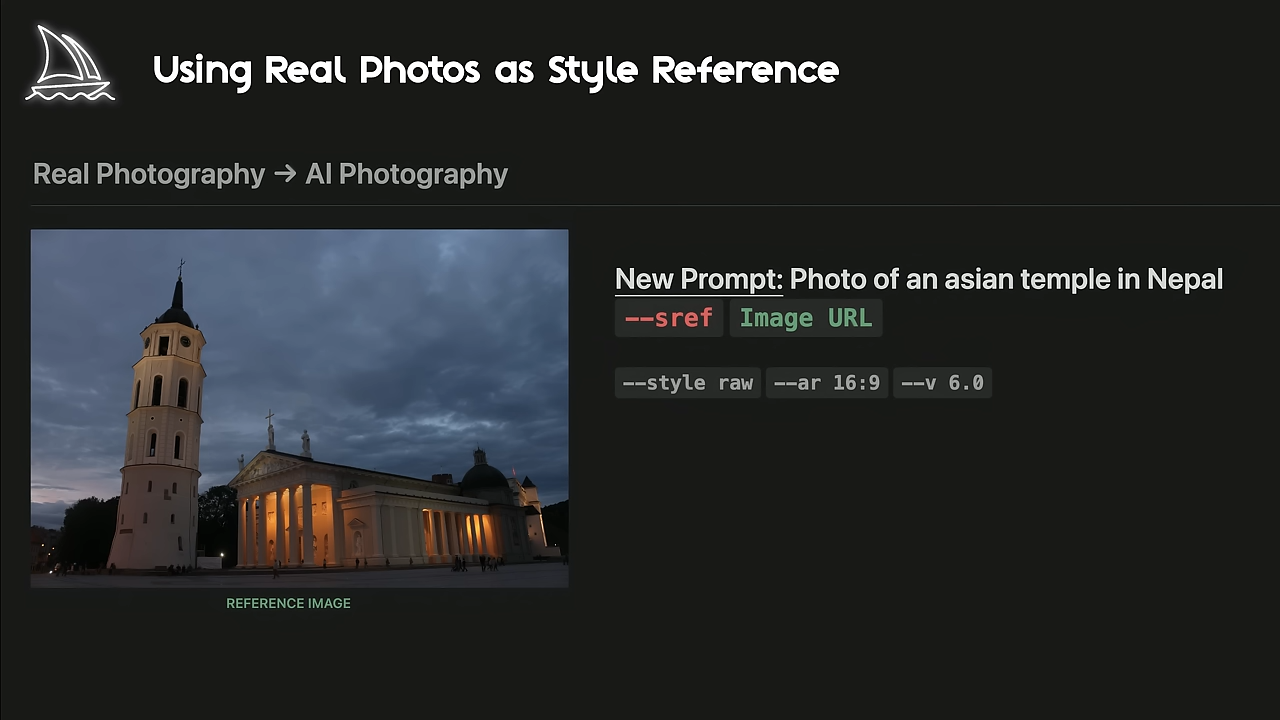 Using Real Photos as Style Reference
Real Photography → AI Photography
New Prompt: Photo of an asian temple in Nepal
--sref Image URL
--style raw --ar 16:9 --v 6.0
REFERENCE IMAGE